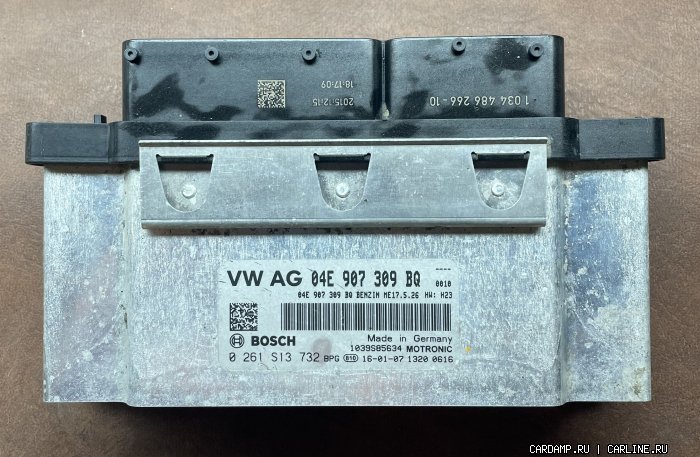 2015-12-15
18:17:09
1 034 486 266-10
VW AG 04E 907 309 BQ
----
0010
04E 907 309 BQ BENZIN ME17.5.26 HW: H23
BOSCH
Made in Germany
1039S85634 MOTRONIC
0 261 S13 732 BPG 010 16-01-07 1320 0616
CARDAMP.RU | CARLINE.RU